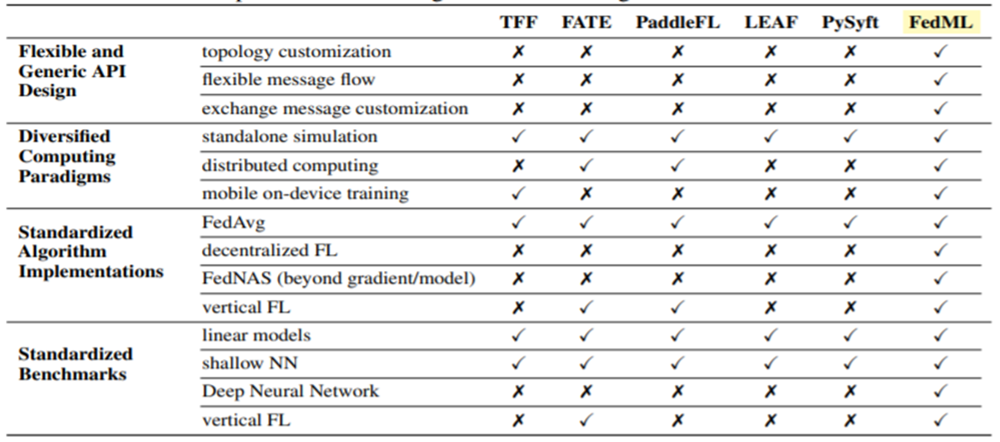 TFF FATE PaddleFL LEAF PySyft FedML
Flexible and
Generic API
Design
topology customization ✗ ✗ ✗ ✗ ✗ ✓
flexible message flow ✗ ✗ ✗ ✗ ✗ ✓
exchange message customization ✗ ✗ ✗ ✗ ✗ ✓
Diversified
Computing
Paradigms
standalone simulation ✓ ✓ ✓ ✓ ✓ ✓
distributed computing ✗ ✓ ✓ ✗ ✗ ✓
mobile on-device training ✓ ✗ ✗ ✗ ✗ ✓
Standardized
Algorithm
Implementations
FedAvg ✓ ✓ ✓ ✓ ✓ ✓
decentralized FL ✗ ✗ ✗ ✗ ✗ ✓
FedNAS (beyond gradient/model) ✗ ✗ ✗ ✗ ✗ ✓
vertical FL ✗ ✓ ✓ ✗ ✗ ✓
Standardized
Benchmarks
linear models ✓ ✓ ✓ ✓ ✓ ✓
shallow NN ✓ ✓ ✓ ✓ ✓ ✓
Deep Neural Network ✗ ✗ ✗ ✗ ✗ ✓
vertical FL ✗ ✓ ✗ ✗ ✗ ✓